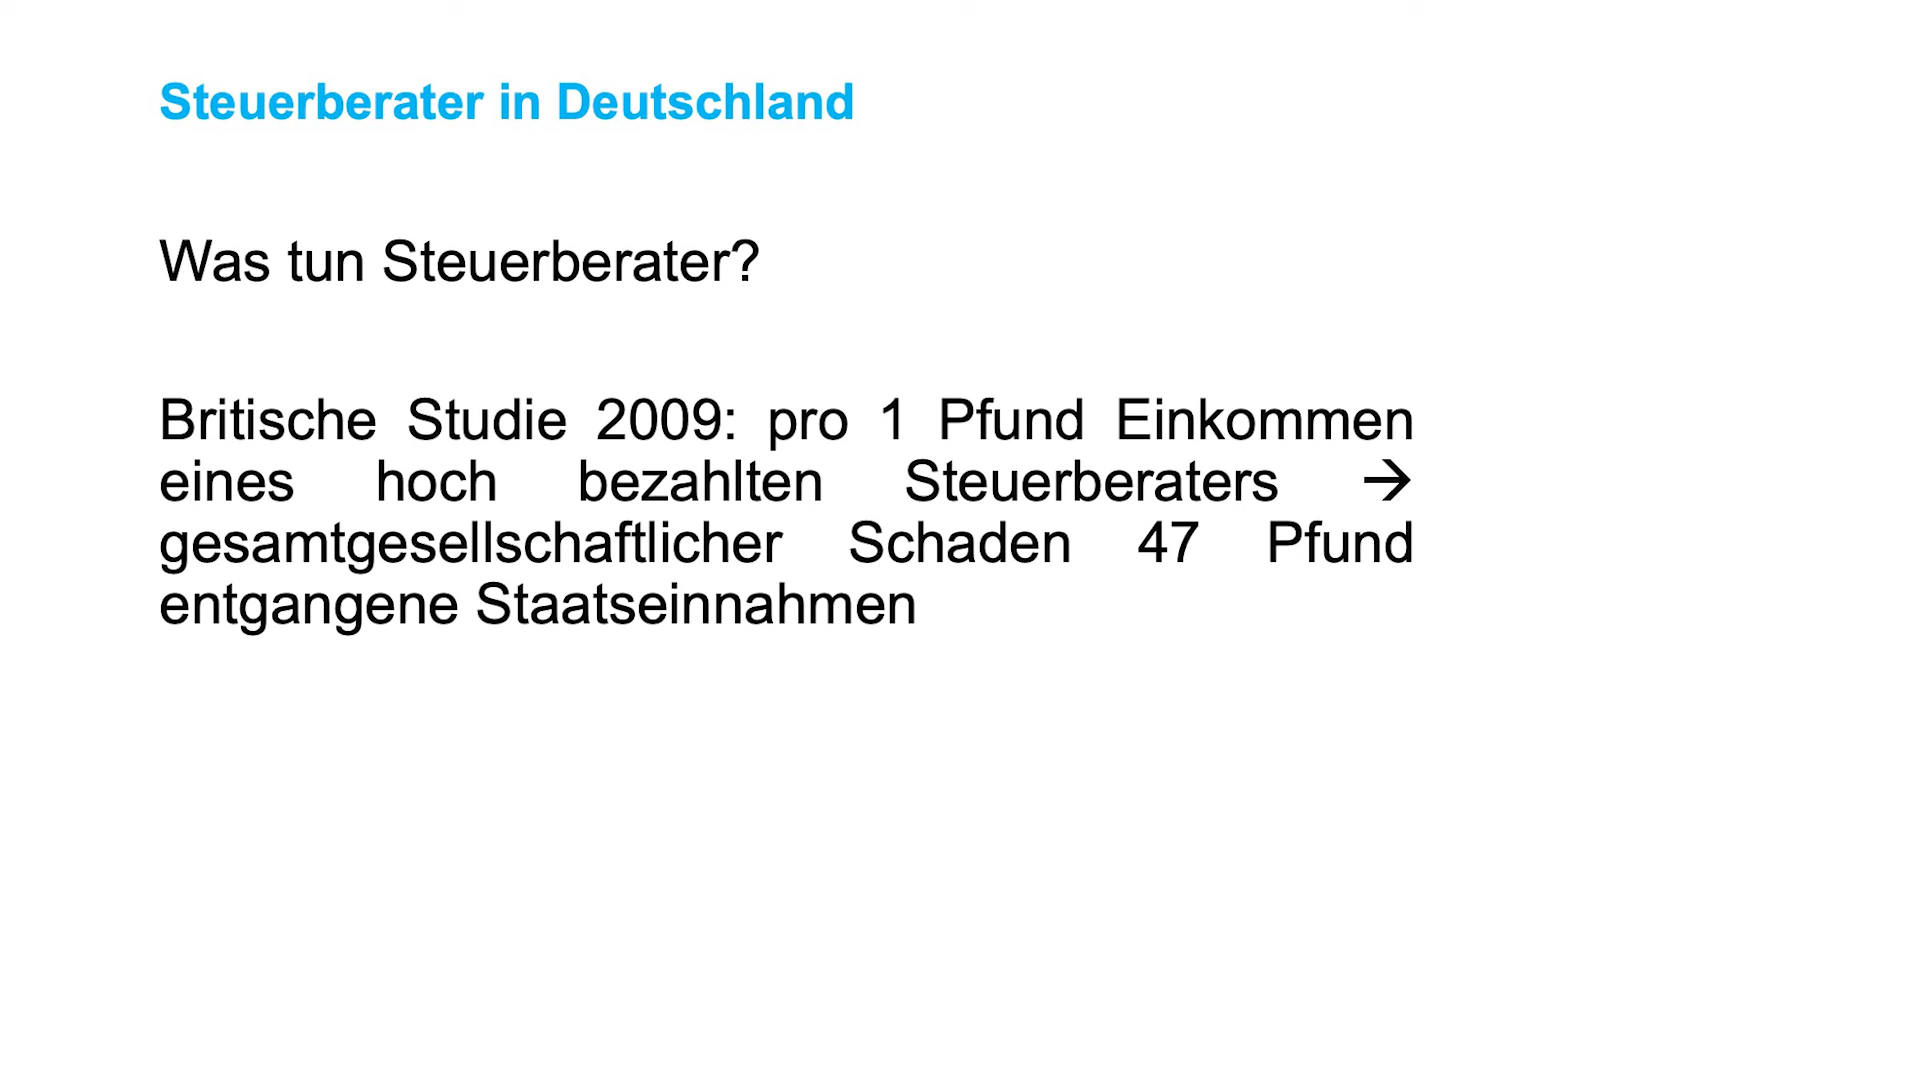 Steuerberater in Deutschland
Was tun Steuerberater?
Britische Studie 2009: pro 1 Pfund Einkommen
eines hoch bezahlten Steuerberaters →
gesamtgesellschaftlicher Schaden 47 Pfund
entgangene Staatseinnahmen